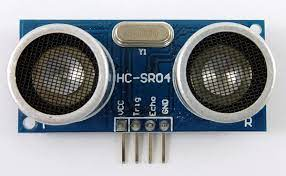 Y1
HC-SR04
VCC
Trig
Echo
GND
T
R